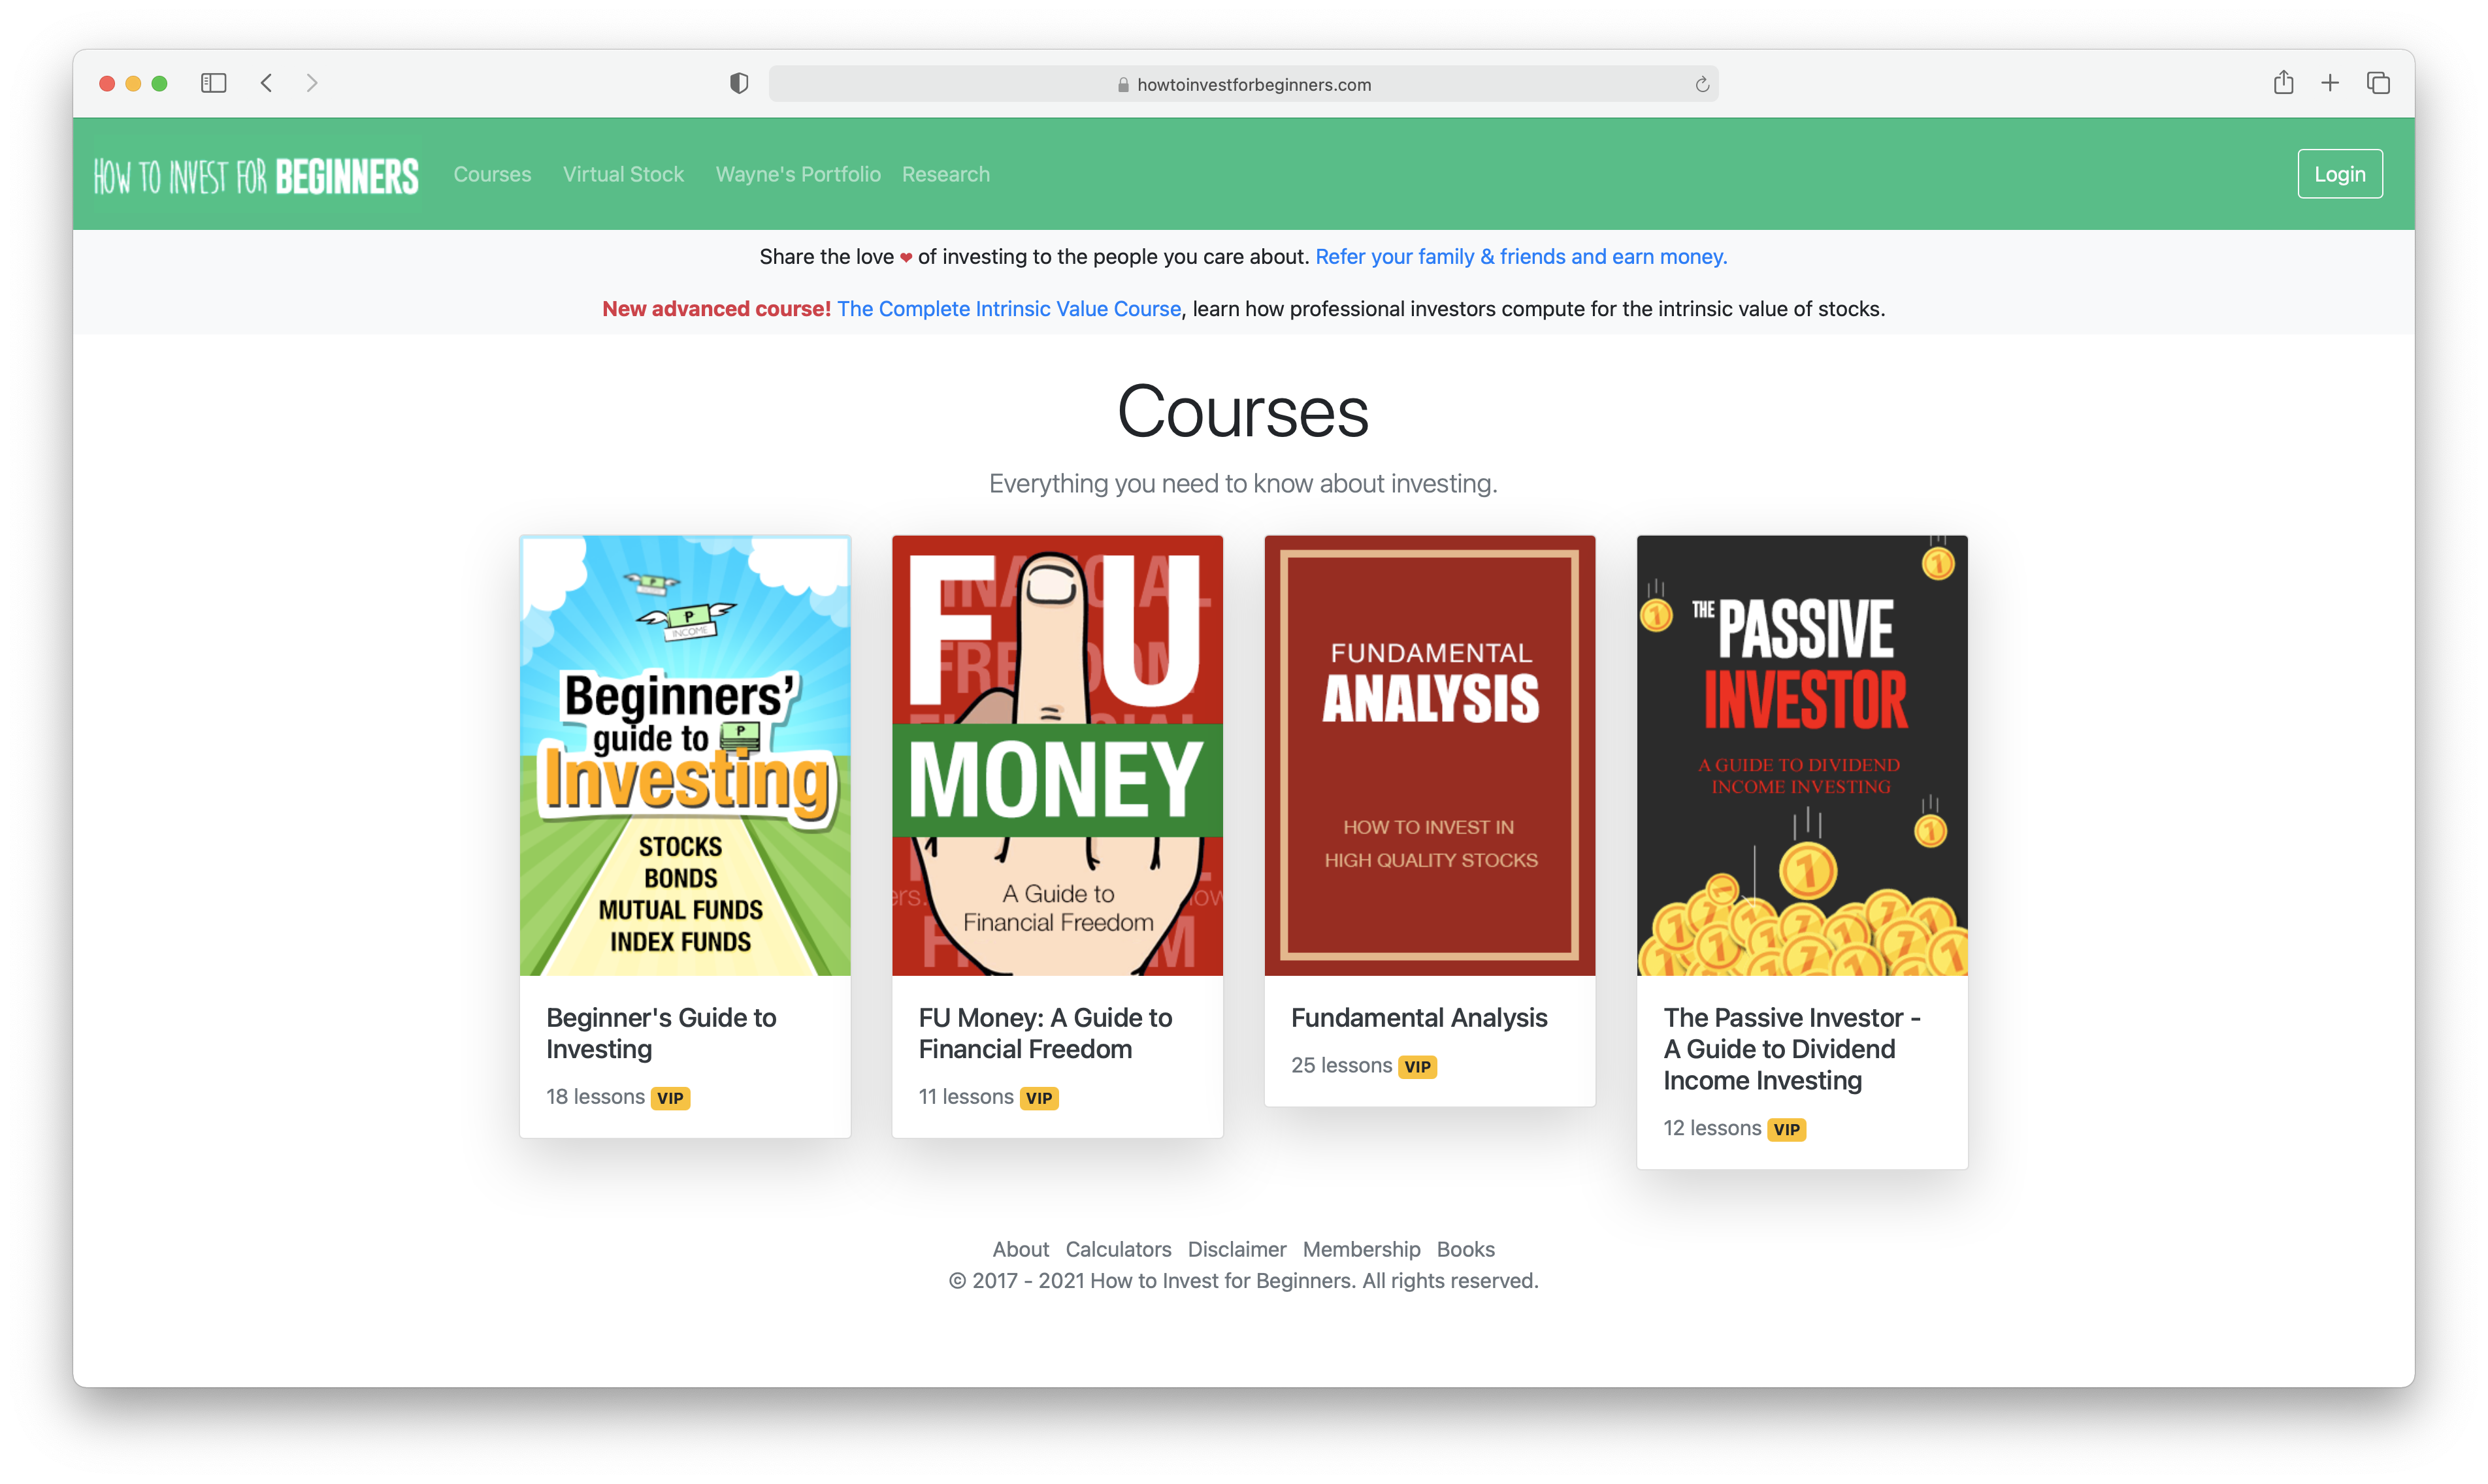 howtoinvestforbeginners.com
HOW TO INVEST FOR BEGINNERS
Courses Virtual Stock Wayne's Portfolio Research
Login
Share the love ❤ of investing to the people you care about. Refer your family & friends and earn money.
New advanced course! The Complete Intrinsic Value Course, learn how professional investors compute for the intrinsic value of stocks.
Courses
Everything you need to know about investing.
P
P
INCOME
Beginners'
guide to P
Investing
STOCKS
BONDS
MUTUAL FUNDS
INDEX FUNDS
Beginner's Guide to
Investing
18 lessons VIP
FU
MONEY
A Guide to
Financial Freedom
FU Money: A Guide to
Financial Freedom
11 lessons VIP
FUNDAMENTAL
ANALYSIS
HOW TO INVEST IN
HIGH QUALITY STOCKS
Fundamental Analysis
25 lessons VIP
THE PASSIVE
INVESTOR
A GUIDE TO DIVIDEND
INCOME INVESTING
The Passive Investor -
A Guide to Dividend
Income Investing
12 lessons VIP
About Calculators Disclaimer Membership Books
© 2017 - 2021 How to Invest for Beginners. All rights reserved.